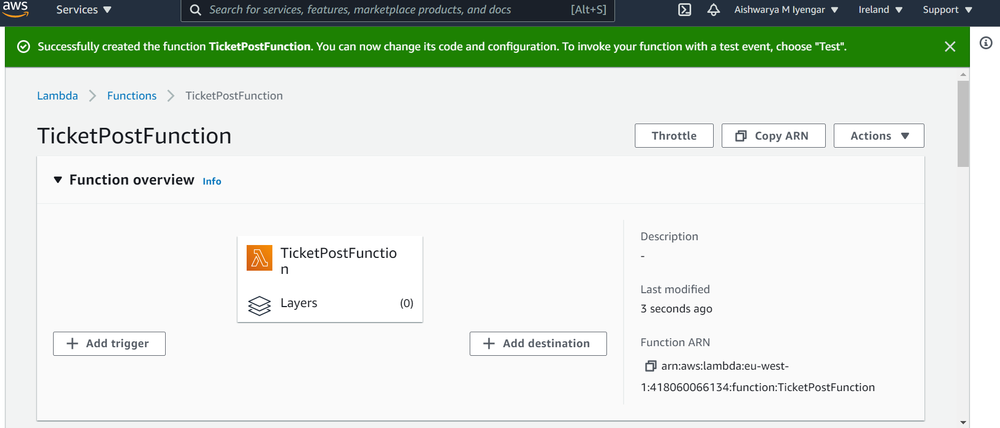 aws Services Search for services, features, marketplace products, and docs [Alt+S] Aishwarya M Iyengar Ireland Support
Successfully created the function TicketPostFunction. You can now change its code and configuration. To invoke your function with a test event, choose "Test".
Lambda Functions TicketPostFunction
TicketPostFunction Throttle Copy ARN Actions
Function overview Info
TicketPostFunctio
n
Layers (0)
Add trigger
Add destination
Description
-
Last modified
3 seconds ago
Function ARN
arn:aws:lambda:eu-west-
1:418060066134:function:TicketPostFunction